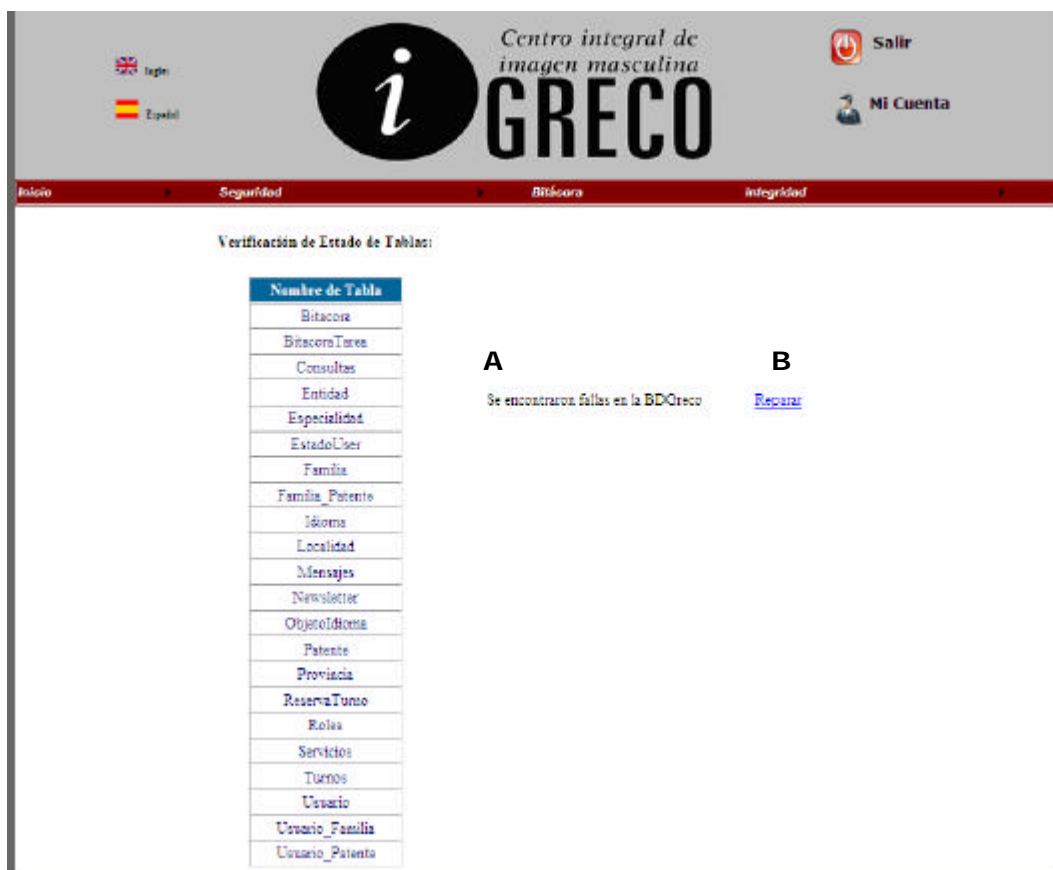 Centro integral de
imagen masculina
i GRECO
Ingles
Español
Salir
Mi Cuenta
Inicio Seguridad Bitácora Integridad
Verificación de Estado de Tablas:
Nombre de Tabla
Bitacora
BitacoraTarea
Consultas
Entidad
Especialidad
EstadoUser
Familia
Familia_Patente
Idioma
Localidad
Mensajes
Newsletter
ObjetoIdioma
Patente
Provincia
ReservaTurno
Roles
Servicios
Turnos
Usuario
Usuario_Familia
Usuario_Patente
A B
Se encontraron fallas en la BDGreco Reparar